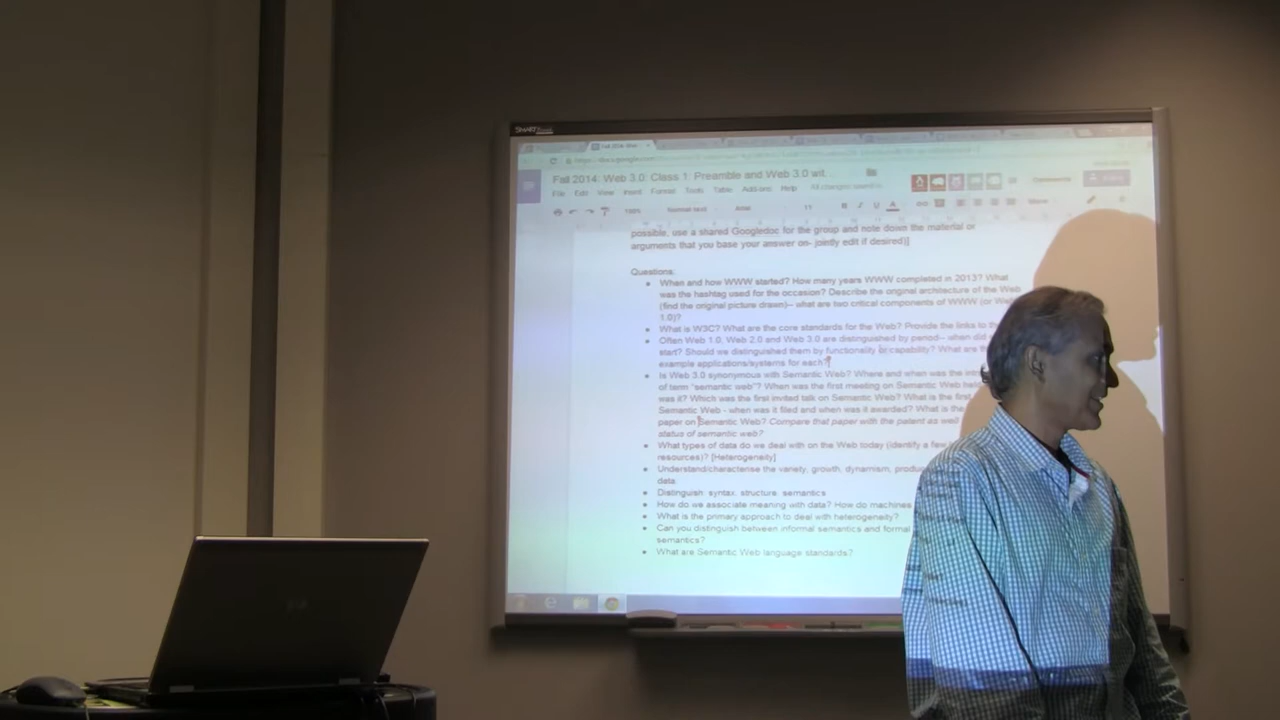 SMART
https://docs.google.com
Fall 2014: Web 3.0: Class 1: Preamble and Web 3.0 wit...
File Edit View Insert Format Tools Table Add-ons Help All changes saved in
100% Normal text Arial 11 B I U A More
Comments
possible, use a shared Googledoc for the group and note down the material or
arguments that you base your answer on- jointly edit if desired)]
Questions:
When and how WWW started? How many years WWW completed in 2013? What
was the hashtag used for the occasion? Describe the original architecture of the Web
(find the original picture drawn)-- what are two critical components of WWW (or Web
1.0)?
What is W3C? What are the core standards for the Web? Provide the links to
Often Web 1.0, Web 2.0 and Web 3.0 are distinguished by period-- when did
start? Should we distinguished them by functionality or capability? What are
example applications/systems for each?
Is Web 3.0 synonymous with Semantic Web? Where and when was the
of term "semantic web"? When was the first meeting on Semantic Web
was it? Which was the first invited talk on Semantic Web? What is the first
Semantic Web - when was it filed and when was it awarded? What is the
paper on Semantic Web? Compare that paper with the patent as well
status of semantic web?
What types of data do we deal with on the Web today (identify a few
resources)? [Heterogeneity]
Understand/characterise the variety, growth, dynamism,
data
Distinguish: syntax, structure, semantics
How do we associate meaning with data? How do machines
What is the primary approach to deal with heterogeneity?
Can you distinguish between informal semantics and formal
semantics?
What are Semantic Web language standards?